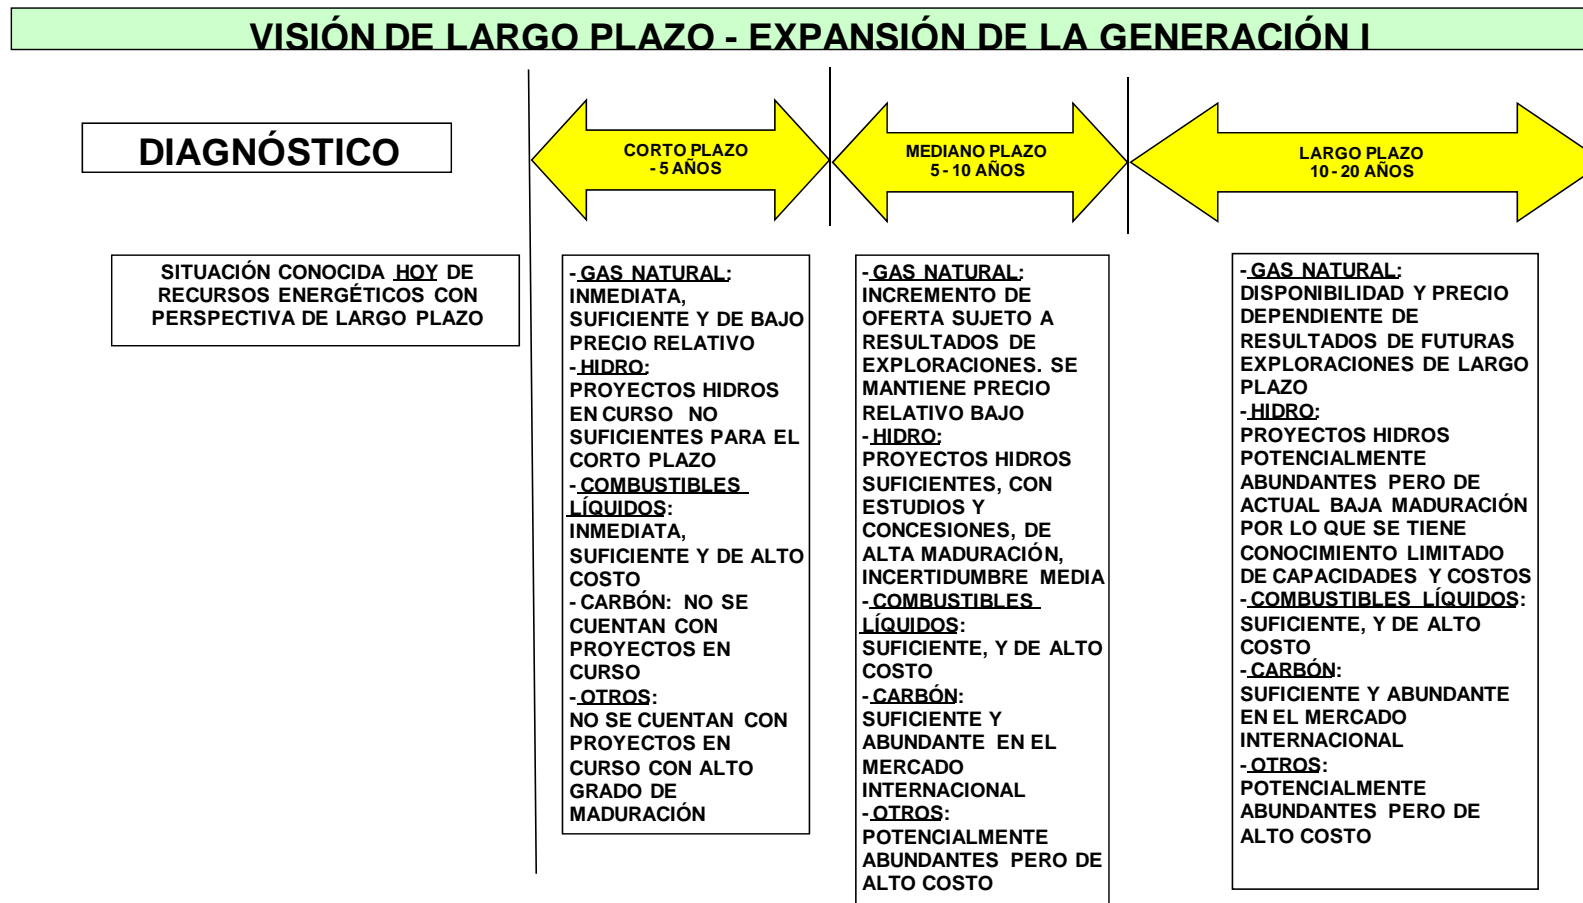 VISIÓN DE LARGO PLAZO - EXPANSIÓN DE LA GENERACIÓN I
DIAGNÓSTICO
CORTO PLAZO
- 5 AÑOS
MEDIANO PLAZO
5 - 10 AÑOS
LARGO PLAZO
10 - 20 AÑOS
SITUACIÓN CONOCIDA HOY DE
RECURSOS ENERGÉTICOS CON
PERSPECTIVA DE LARGO PLAZO
- GAS NATURAL:
INMEDIATA,
SUFICIENTE Y DE BAJO
PRECIO RELATIVO
- HIDRO:
PROYECTOS HIDROS
EN CURSO NO
SUFICIENTES PARA EL
CORTO PLAZO
- COMBUSTIBLES
LÍQUIDOS:
INMEDIATA,
SUFICIENTE Y DE ALTO
COSTO
- CARBÓN: NO SE
CUENTAN CON
PROYECTOS EN
CURSO
- OTROS:
NO SE CUENTAN CON
PROYECTOS EN
CURSO CON ALTO
GRADO DE
MADURACIÓN
- GAS NATURAL:
INCREMENTO DE
OFERTA SUJETO A
RESULTADOS DE
EXPLORACIONES. SE
MANTIENE PRECIO
RELATIVO BAJO
- HIDRO:
PROYECTOS HIDROS
SUFICIENTES, CON
ESTUDIOS Y
CONCESIONES, DE
ALTA MADURACIÓN,
INCERTIDUMBRE MEDIA
- COMBUSTIBLES
LÍQUIDOS:
SUFICIENTE, Y DE ALTO
COSTO
- CARBÓN:
SUFICIENTE Y
ABUNDANTE EN EL
MERCADO
INTERNACIONAL
- OTROS:
POTENCIALMENTE
ABUNDANTES PERO DE
ALTO COSTO
- GAS NATURAL:
DISPONIBILIDAD Y PRECIO
DEPENDIENTE DE
RESULTADOS DE FUTURAS
EXPLORACIONES DE LARGO
PLAZO
- HIDRO:
PROYECTOS HIDROS
POTENCIALMENTE
ABUNDANTES PERO DE
ACTUAL BAJA MADURACIÓN
POR LO QUE SE TIENE
CONOCIMIENTO LIMITADO
DE CAPACIDADES Y COSTOS
- COMBUSTIBLES LÍQUIDOS:
SUFICIENTE, Y DE ALTO
COSTO
- CARBÓN:
SUFICIENTE Y ABUNDANTE
EN EL MERCADO
INTERNACIONAL
- OTROS:
POTENCIALMENTE
ABUNDANTES PERO DE
ALTO COSTO